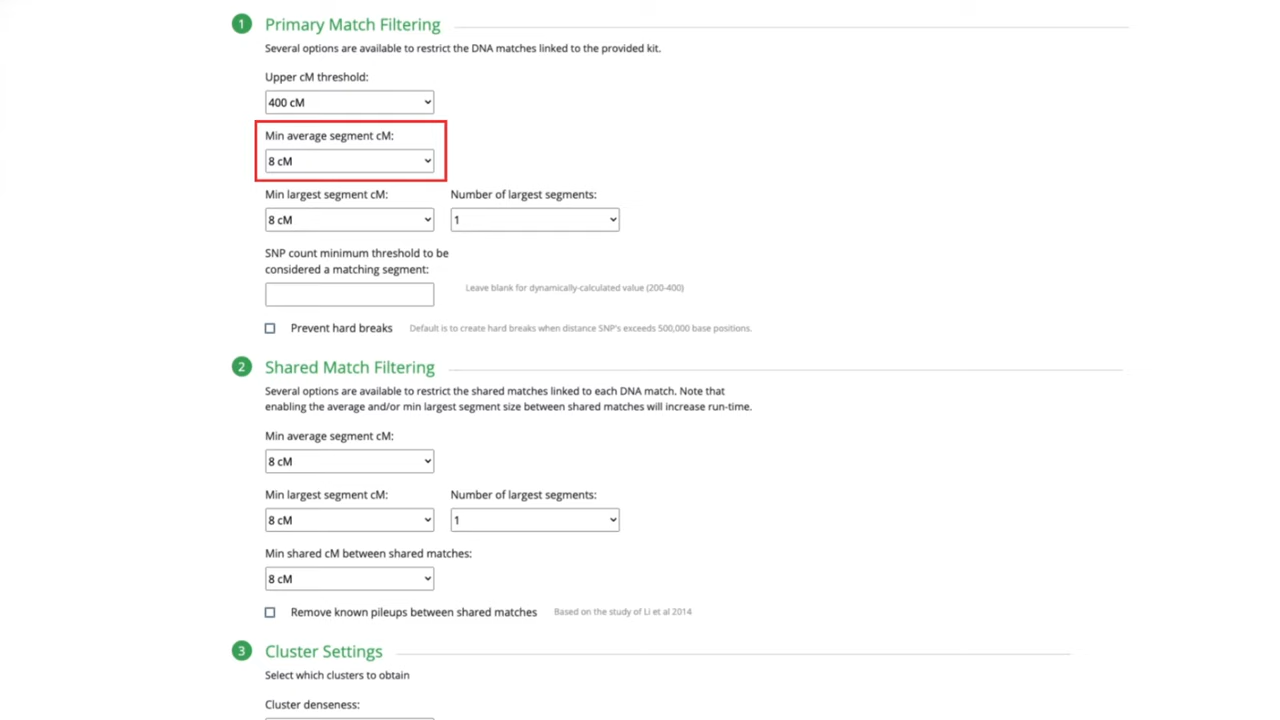 1 Primary Match Filtering
Several options are available to restrict the DNA matches linked to the provided kit.
Upper cM threshold:
400 cM
Min average segment cM:
8 cM
Min largest segment cM: Number of largest segments:
8 cM 1
SNP count minimum threshold to be
considered a matching segment:
Leave blank for dynamically-calculated value (200-400)
Prevent hard breaks Default is to create hard breaks when distance SNP's exceeds 500,000 base positions.
2 Shared Match Filtering
Several options are available to restrict the shared matches linked to each DNA match. Note that
enabling the average and/or min largest segment size between shared matches will increase run-time.
Min average segment cM:
8 cM
Min largest segment cM: Number of largest segments:
8 cM 1
Min shared cM between shared matches:
8 cM
Remove known pileups between shared matches Based on the study of Li et al 2014
3 Cluster Settings
Select which clusters to obtain
Cluster denseness: